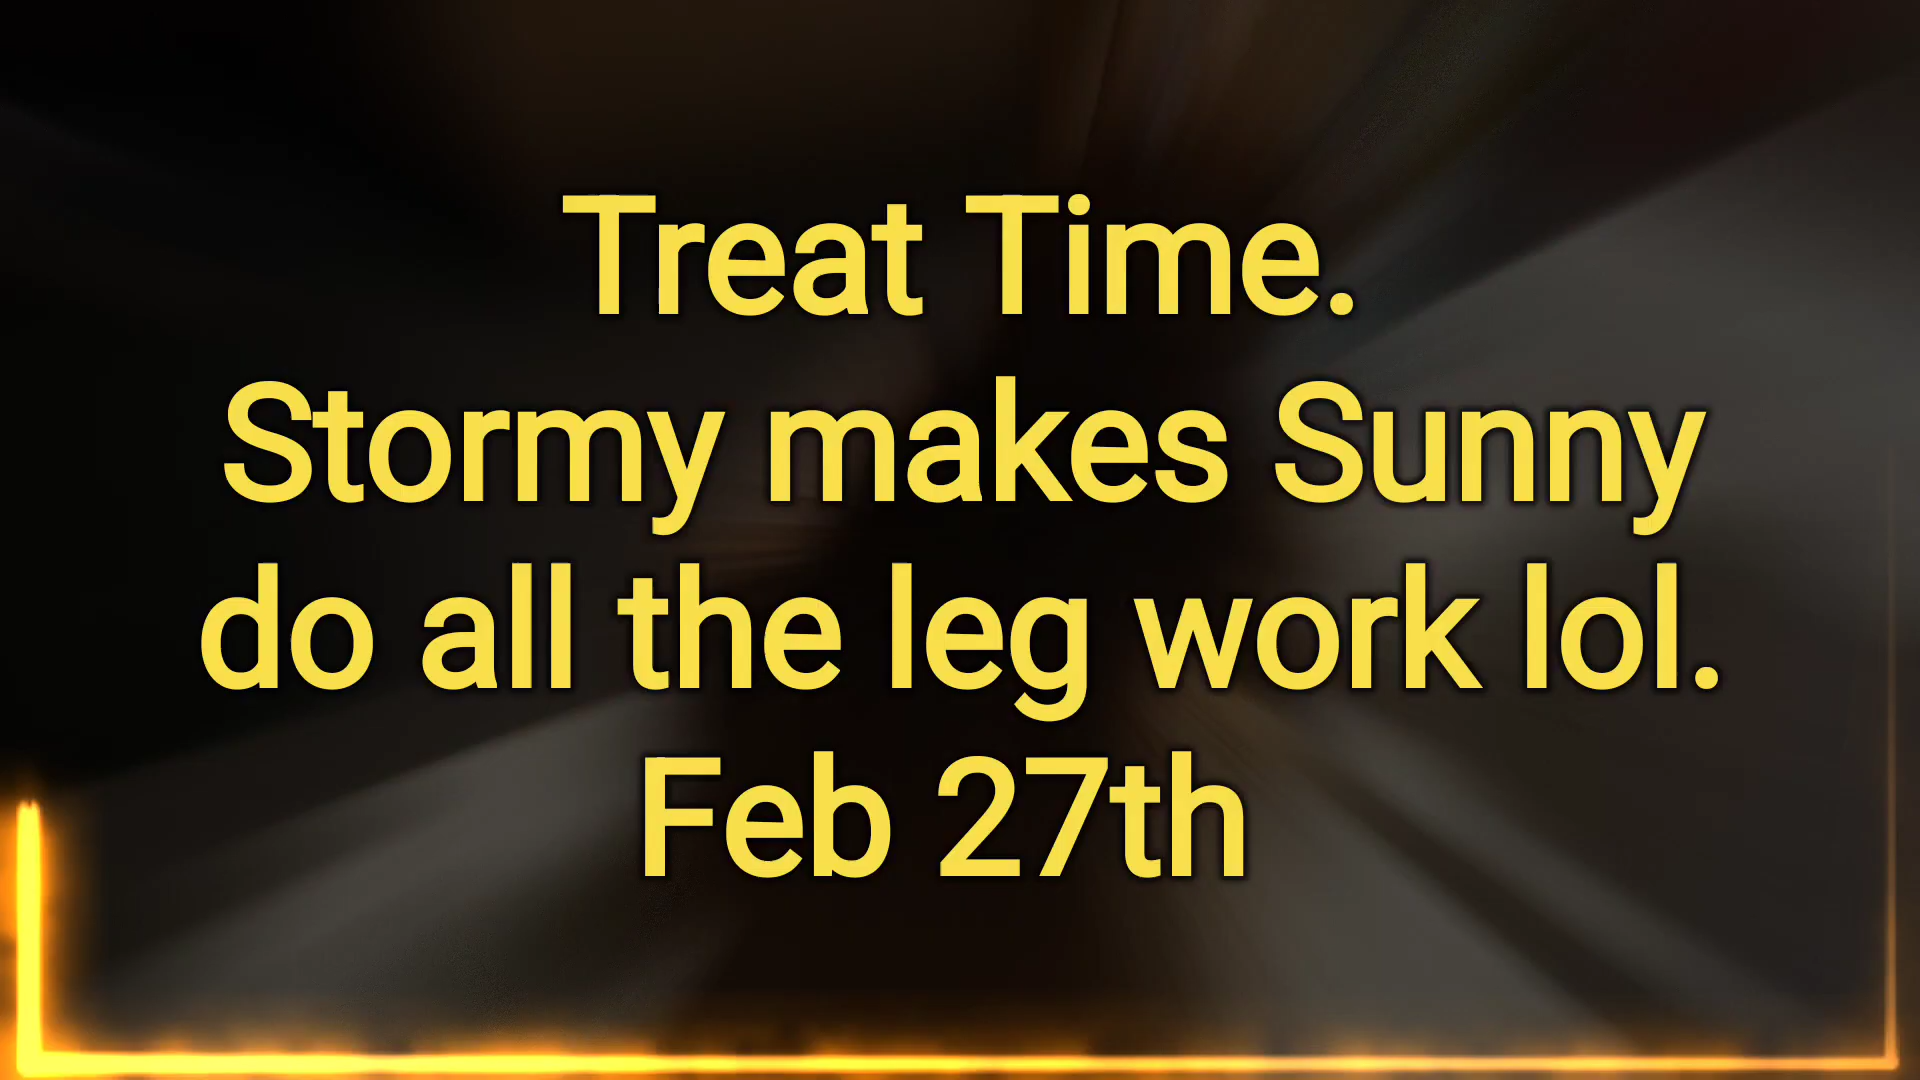 Treat Time.
Stormy makes Sunny
do all the leg work lol.
Feb 27th